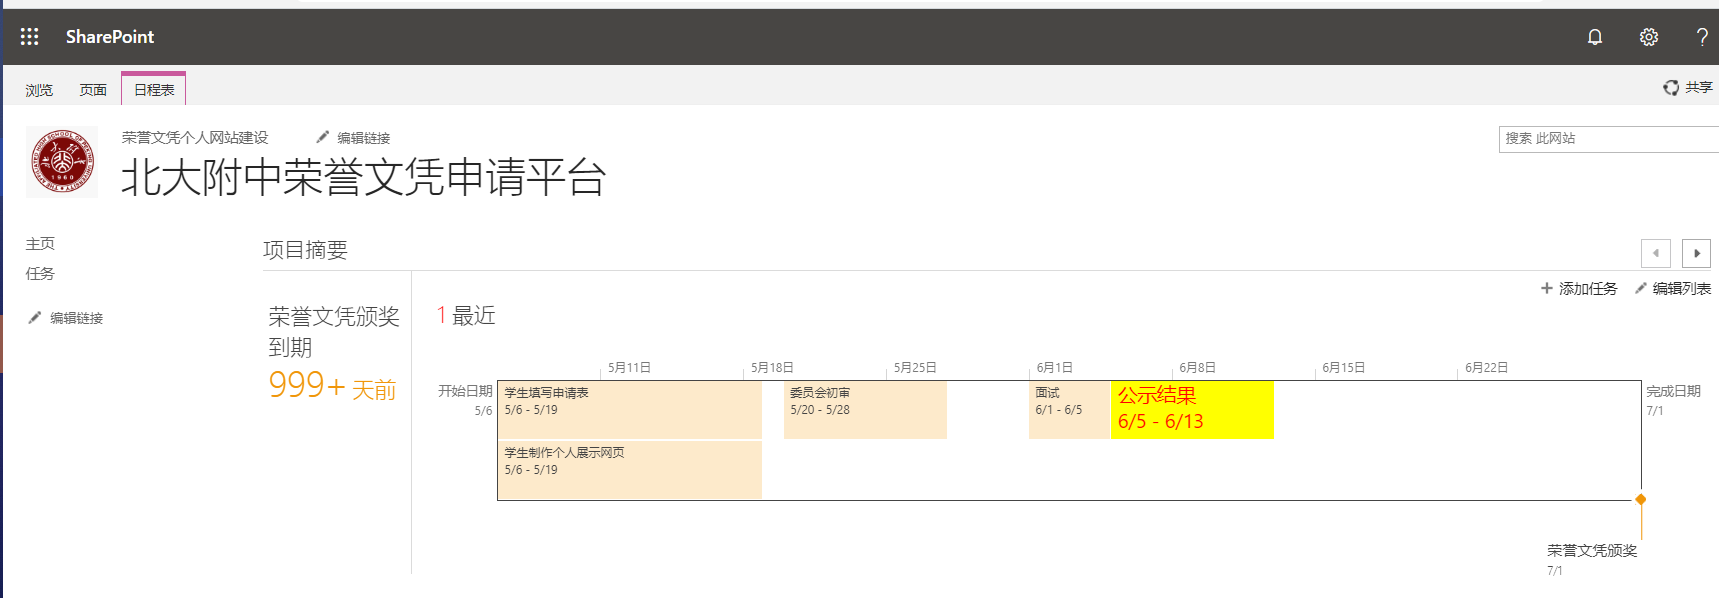 SharePoint
浏览 页面 日程表 共享
荣誉文凭个人网站建设 编辑链接
搜索 此网站
北大附中荣誉文凭申请平台
主页
任务
编辑链接
项目摘要
添加任务 编辑列表
荣誉文凭颁奖
到期
999+ 天前
1 最近
5月11日 5月18日 5月25日 6月1日 6月8日 6月15日 6月22日
开始日期
5/6
学生填写申请表
5/6 - 5/19
委员会初审
5/20 - 5/28
面试
6/1 - 6/5
公示结果
6/5 - 6/13
完成日期
7/1
学生制作个人展示网页
5/6 - 5/19
荣誉文凭颁奖
7/1